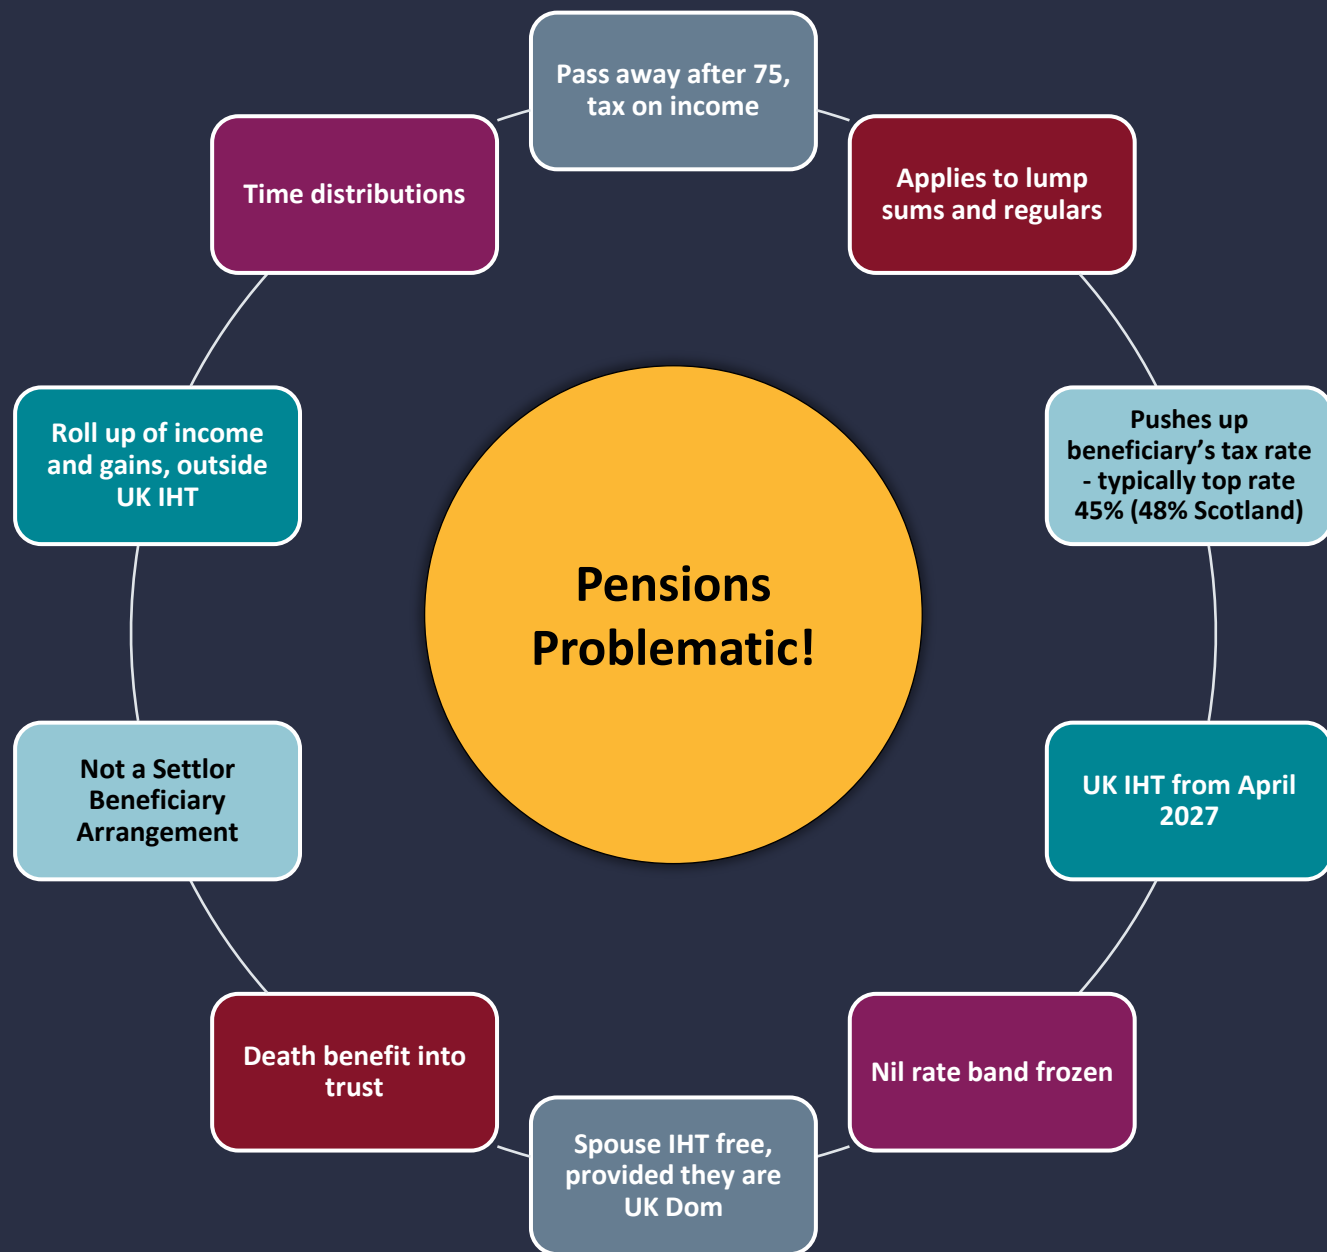 Pass away after 75,
tax on income
Applies to lump
sums and regulars
Pushes up
beneficiary's tax rate
- typically top rate
45% (48% Scotland)
UK IHT from April
2027
Nil rate band frozen
Spouse IHT free,
provided they are
UK Dom
Death benefit into
trust
Not a Settlor
Beneficiary
Arrangement
Roll up of income
and gains, outside
UK IHT
Time distributions
Pensions
Problematic!